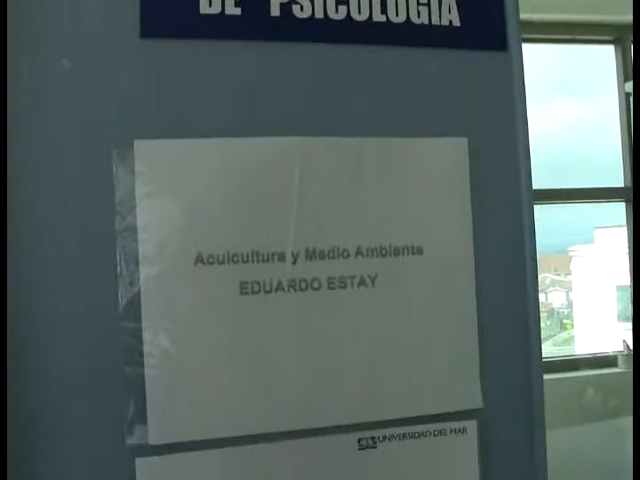 DE PSICOLOGIA
Acuicultura y Medio Ambiente
EDUARDO ESTAY
UNIVERSIDAD DEL MAR